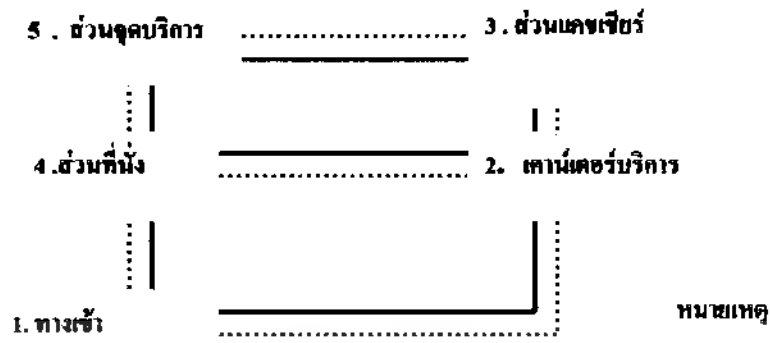 5 . ส่วนจุดบริการ
3 . ส่วนแคชเชียร์
4 .ส่วนที่นั่ง
2. เคาน์เตอร์บริการ
1. ทางเข้า
หมายเหตุ